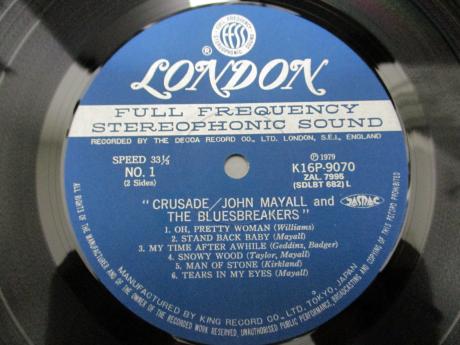 FULL FREQUENCY
STEREOPHONIC SOUND
ffss
® LONDON
FULL FREQUENCY
STEREOPHONIC SOUND
RECORDED BY THE DECCA RECORD CO., LTD. LONDON, S.E.I., ENGLAND
SPEED 33⅓
NO. 1
(2 Sides)
℗ 1979
K16P-9070
ZAL. 7995
(SDLBT 682) L
"CRUSADE/JOHN MAYALL and
THE BLUESBREAKERS"
JASRAC
1. OH, PRETTY WOMAN (Williams)
2. STAND BACK BABY (Mayall)
3. MY TIME AFTER AWHILE (Geddins, Badger)
4. SNOWY WOOD (Taylor, Mayall)
5. MAN OF STONE (Kirkland)
6. TEARS IN MY EYES (Mayall)
MANUFACTURED BY KING RECORD CO., LTD. TOKYO, JAPAN
ALL RIGHTS OF THE MANUFACTURER AND OF THE OWNER OF THE RECORDED WORK RESERVED. UNAUTHORISED PUBLIC PERFORMANCE, BROADCASTING AND COPYING OF THIS RECORD PROHIBITED